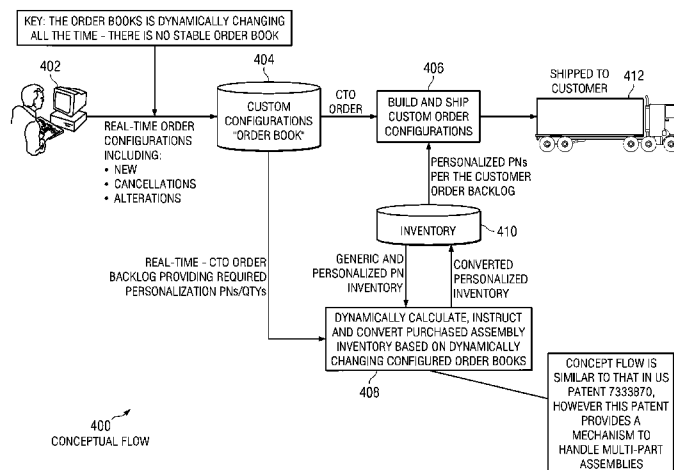 KEY: THE ORDER BOOKS IS DYNAMICALLY CHANGING
ALL THE TIME - THERE IS NO STABLE ORDER BOOK
402
404
406
SHIPPED TO
CUSTOMER
412
CUSTOM
CONFIGURATIONS
"ORDER BOOK"
CTO
ORDER
BUILD AND SHIP
CUSTOM ORDER
CONFIGURATIONS
REAL-TIME ORDER
CONFIGURATIONS
INCLUDING:
• NEW
• CANCELLATIONS
• ALTERATIONS
PERSONALIZED PNs
PER THE CUSTOMER
ORDER BACKLOG
INVENTORY
410
REAL-TIME - CTO ORDER
BACKLOG PROVIDING REQUIRED
PERSONALIZATION PNs/QTYs
GENERIC AND
PERSONALIZED PN
INVENTORY
CONVERTED
PERSONALIZED
INVENTORY
DYNAMICALLY CALCULATE, INSTRUCT
AND CONVERT PURCHASED ASSEMBLY
INVENTORY BASED ON DYNAMICALLY
CHANGING CONFIGURED ORDER BOOKS
408
CONCEPT FLOW IS
SIMILAR TO THAT IN US
PATENT 7333870,
HOWEVER THIS PATENT
PROVIDES A
MECHANISM TO
HANDLE MULTI-PART
ASSEMBLIES
400
CONCEPTUAL FLOW